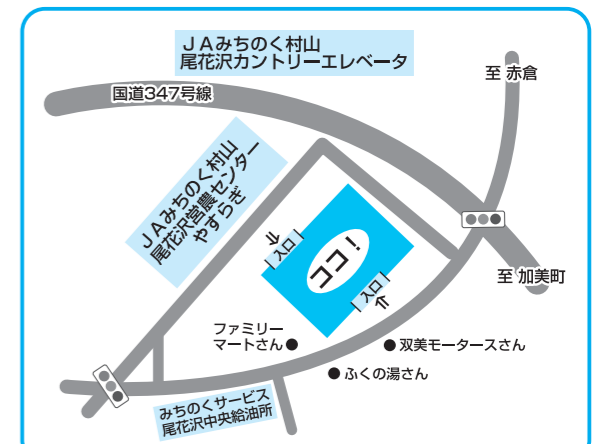 JAみちのく村山
尾花沢カントリーエレベータ
至 赤倉
国道347号線
JAみちのく村山
尾花沢営農センター
やすらぎ
入口
ココ!
入口
至 加美町
ファミリー
マートさん
双美モータースさん
ふくの湯さん
みちのくサービス
尾花沢中央給油所